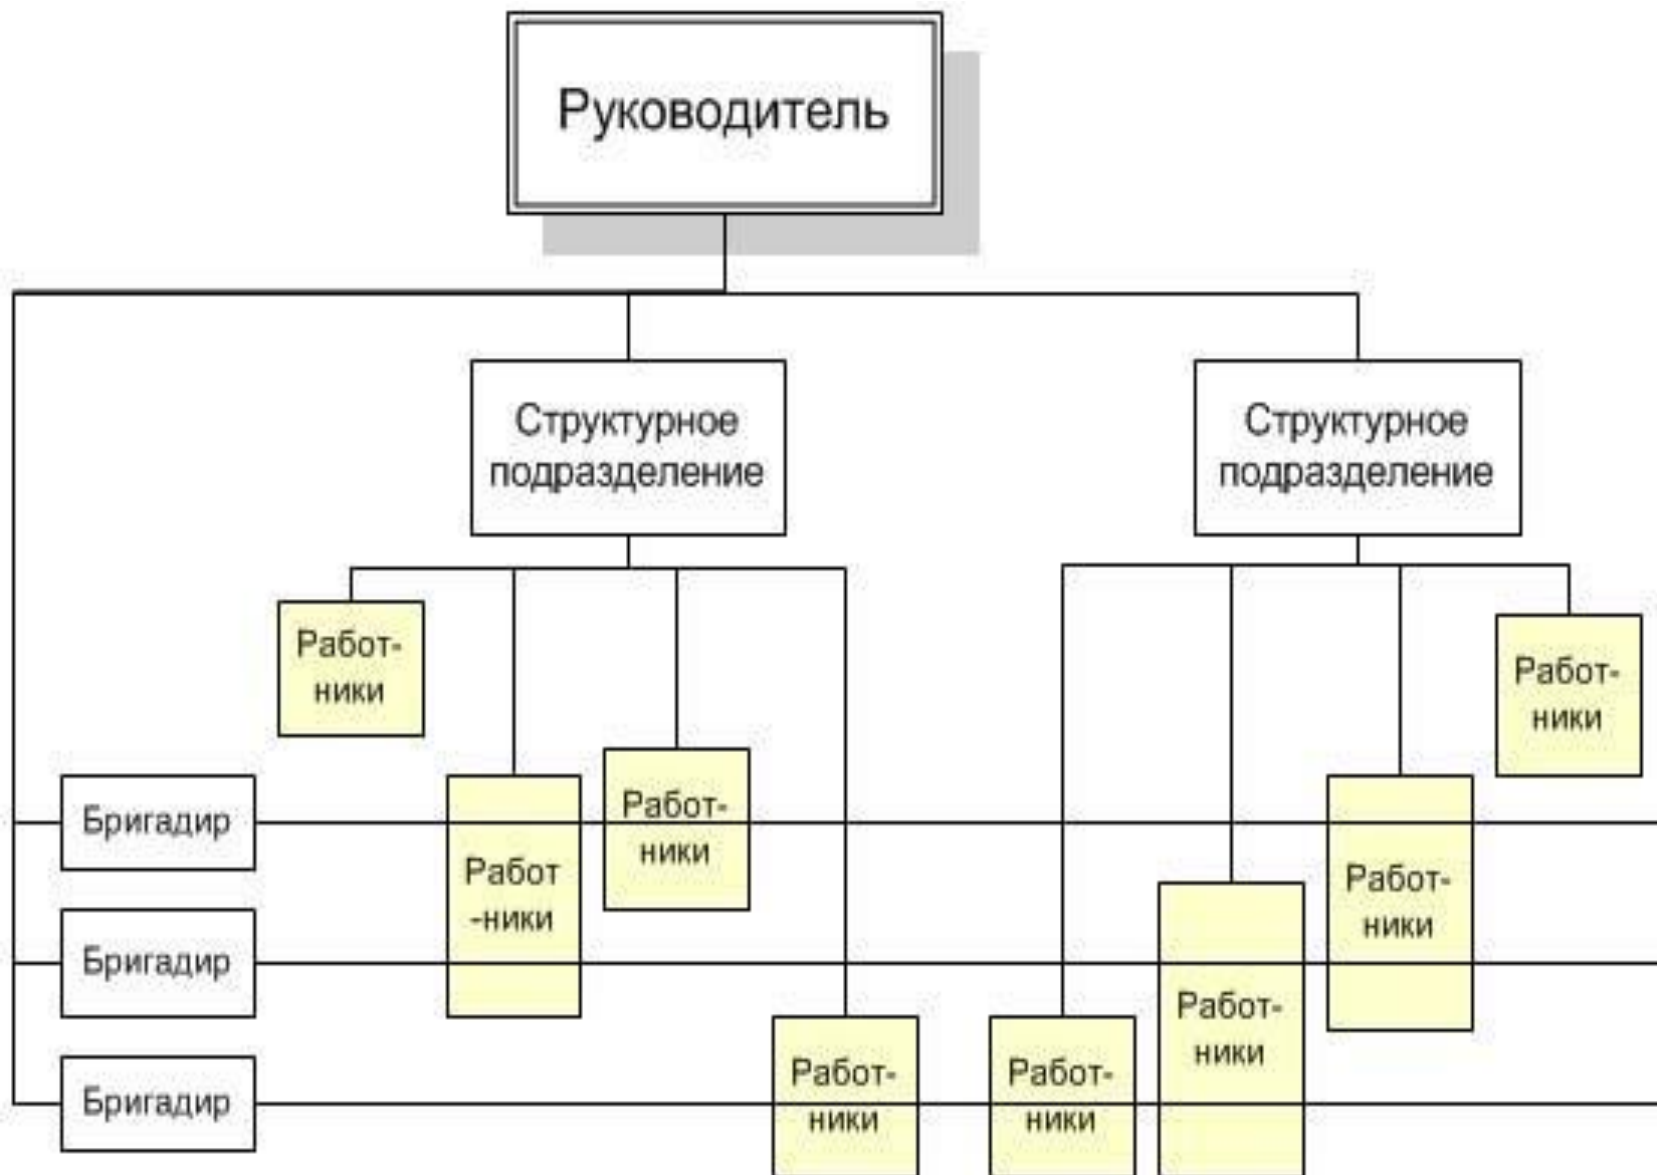 Руководитель
Структурное
подразделение
Структурное
подразделение
Работ-
ники
Работ-
ники
Бригадир
Работ
-ники
Работ-
ники
Работ-
ники
Бригадир
Работ-
ники
Бригадир
Работ-
ники
Работ-
ники